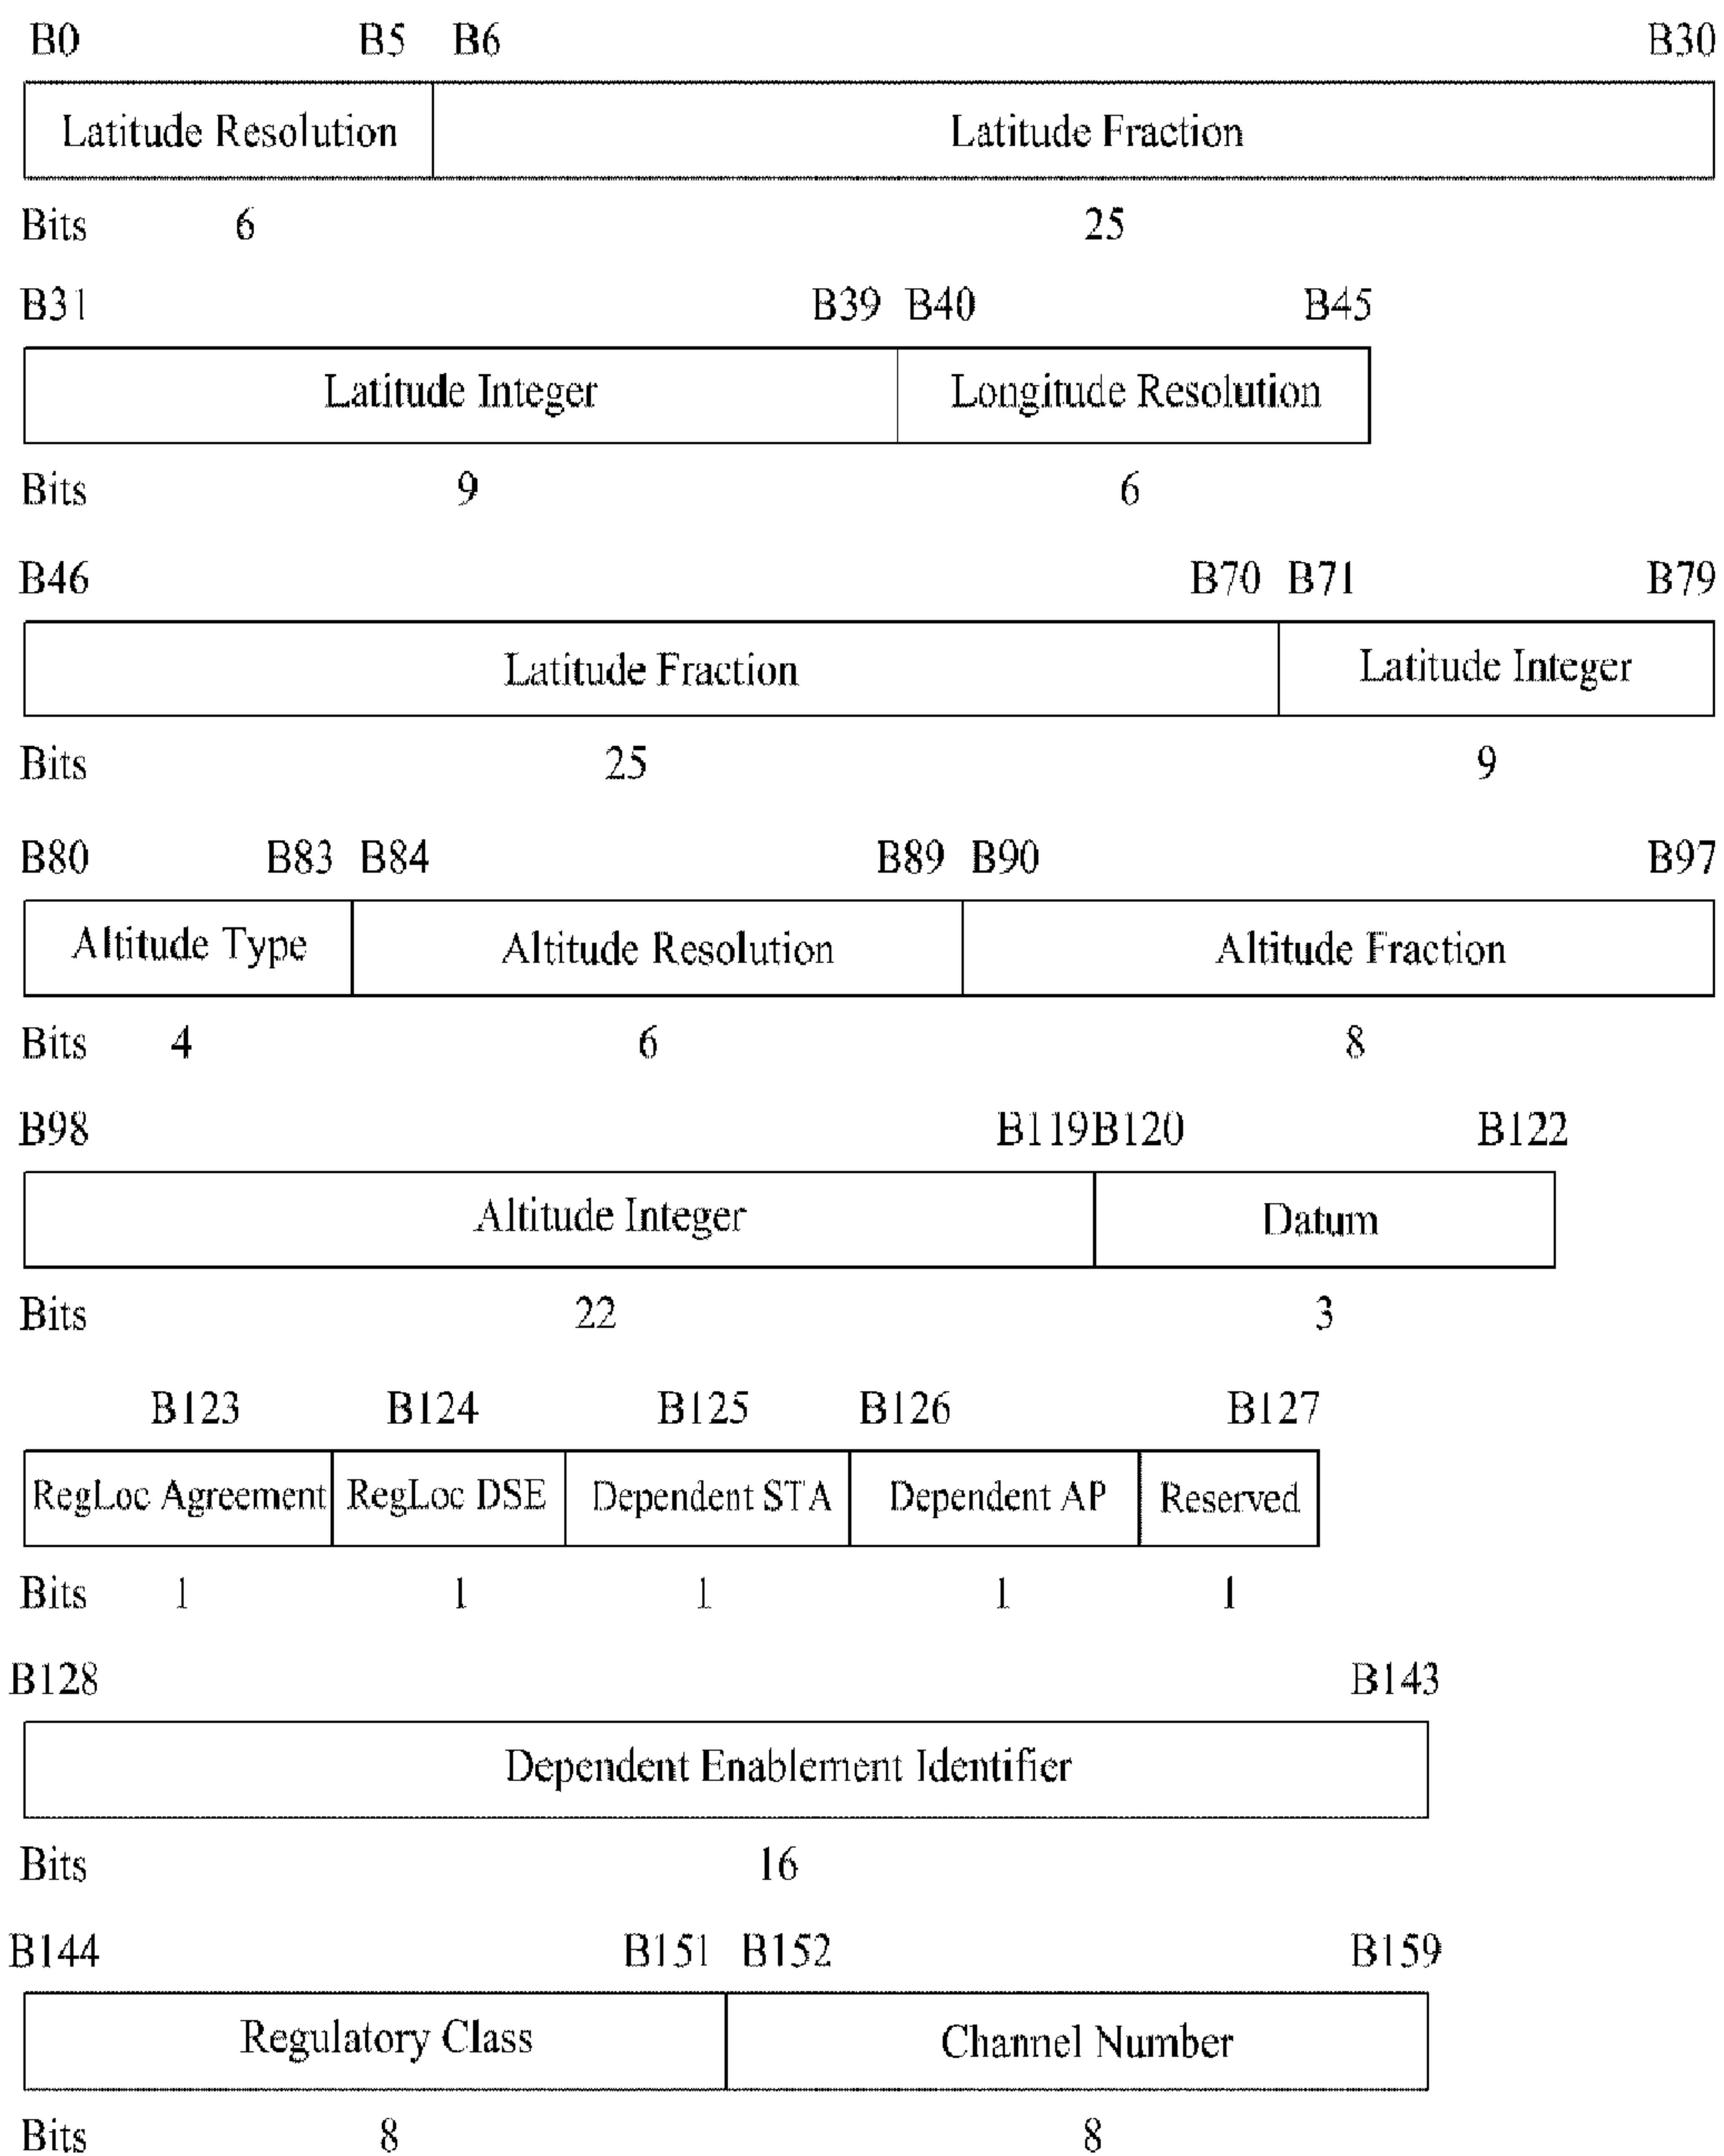 B0 B5 B6 B30
Latitude Resolution Latitude Fraction
Bits 6 25
B31 B39 B40 B45
Latitude Integer Longitude Resolution
Bits 9 6
B46 B70 B71 B79
Latitude Fraction Latitude Integer
Bits 25 9
B80 B83 B84 B89 B90 B97
Altitude Type Altitude Resolution Altitude Fraction
Bits 4 6 8
B98 B119 B120 B122
Altitude Integer Datum
Bits 22 3
B123 B124 B125 B126 B127
RegLoc Agreement RegLoc DSE Dependent STA Dependent AP Reserved
Bits 1 1 1 1 1
B128 B143
Dependent Enablement Identifier
Bits 16
B144 B151 B152 B159
Regulatory Class Channel Number
Bits 8 8